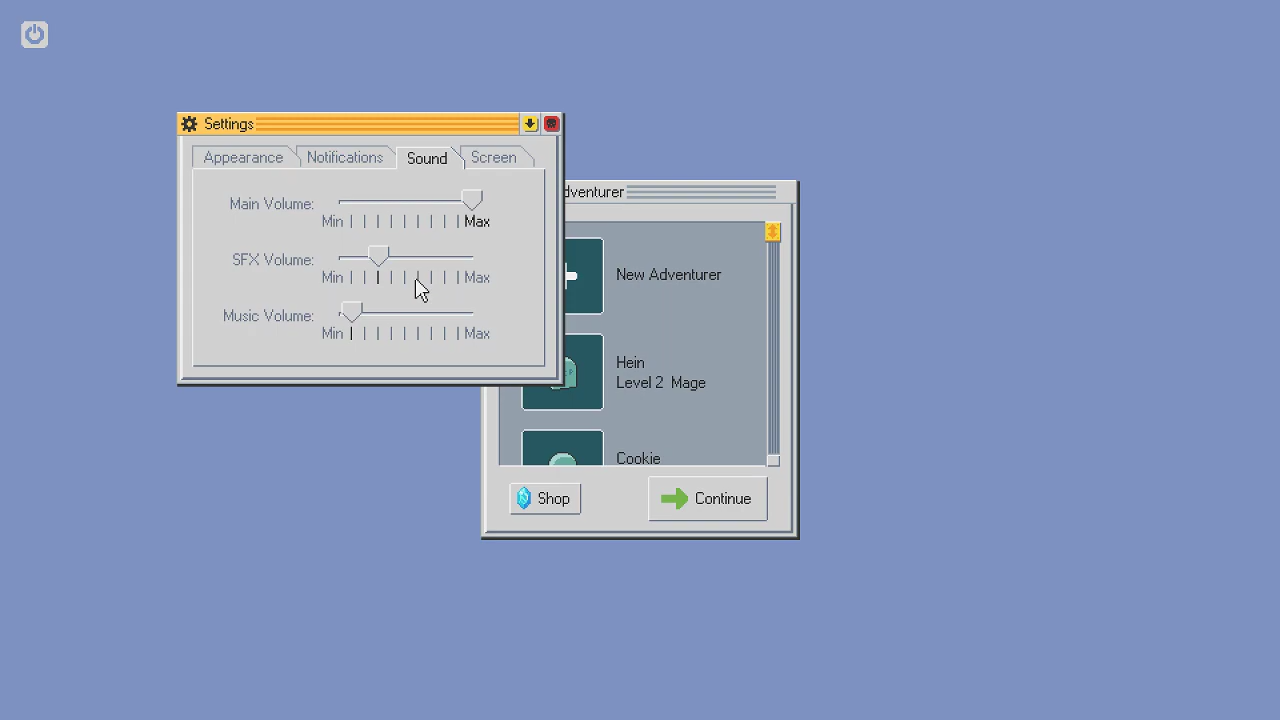 Settings
Appearance
Notifications
Sound
Screen
Main Volume:
Min
Max
SFX Volume:
Min
Max
Music Volume:
Min
Max
dventurer
New Adventurer
Hein
Level 2 Mage
Cookie
Shop
Continue